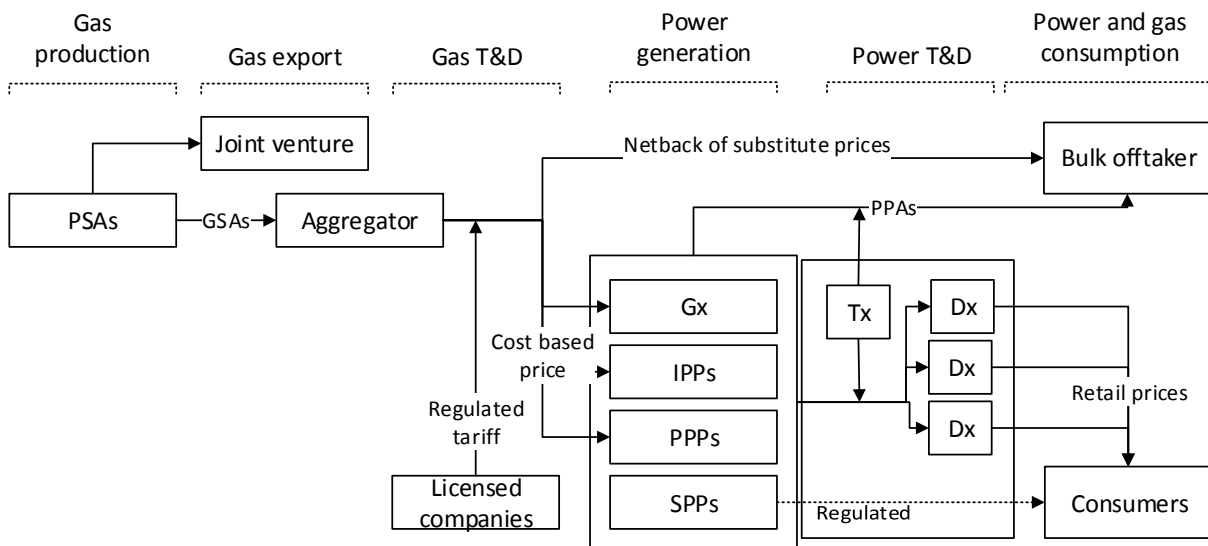 Gas
production
Gas export
Gas T&D
Power
generation
Power T&D
Power and gas
consumption
Joint venture
Netback of substitute prices
Bulk offtaker
PSAs
GSAs
Aggregator
PPAs
Gx
Tx
Dx
Cost based
price
IPPs
Dx
Retail prices
Regulated
tariff
PPPs
Dx
Licensed
companies
SPPs
Regulated
Consumers